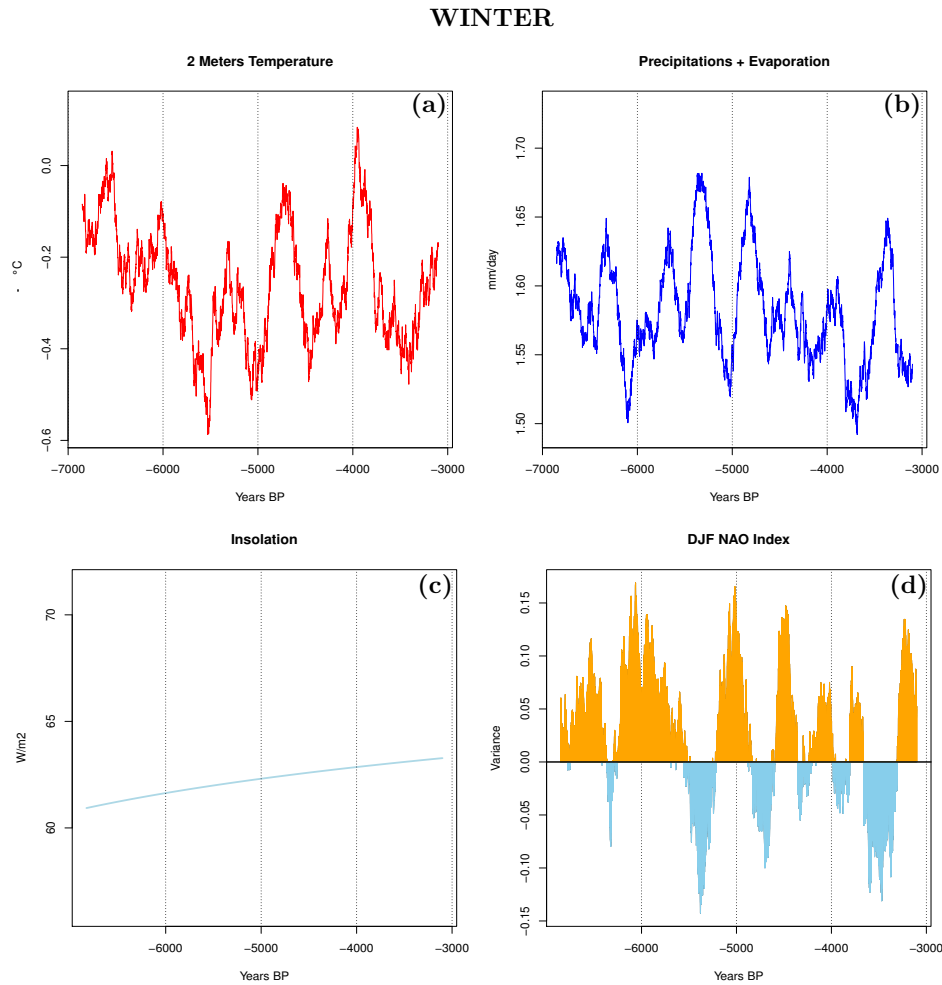 WINTER
2 Meters Temperature
(a)
0.0
−0.2
−0.4
−0.6
- °C
−7000 −6000 −5000 −4000 −3000
Years BP
Precipitations + Evaporation
(b)
1.70
1.65
1.60
1.55
1.50
mm/day
−7000 −6000 −5000 −4000 −3000
Years BP
Insolation
(c)
70
65
60
W/m2
−6000 −5000 −4000 −3000
Years BP
DJF NAO Index
(d)
0.15
0.10
0.05
0.00
−0.05
−0.10
−0.15
Variance
−6000 −5000 −4000 −3000
Years BP